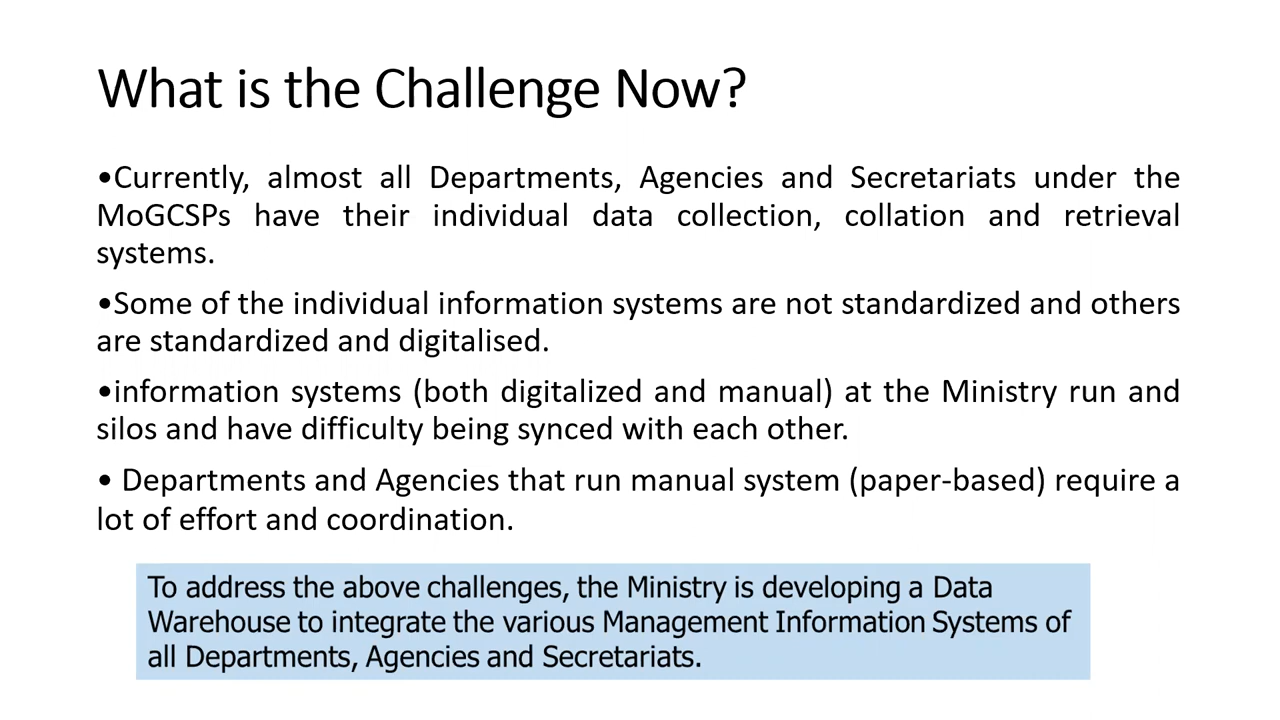 What is the Challenge Now?
•Currently, almost all Departments, Agencies and Secretariats under the
MoGCSPs have their individual data collection, collation and retrieval
systems.
•Some of the individual information systems are not standardized and others
are standardized and digitalised.
•information systems (both digitalized and manual) at the Ministry run and
silos and have difficulty being synced with each other.
• Departments and Agencies that run manual system (paper-based) require a
lot of effort and coordination.
To address the above challenges, the Ministry is developing a Data
Warehouse to integrate the various Management Information Systems of
all Departments, Agencies and Secretariats.